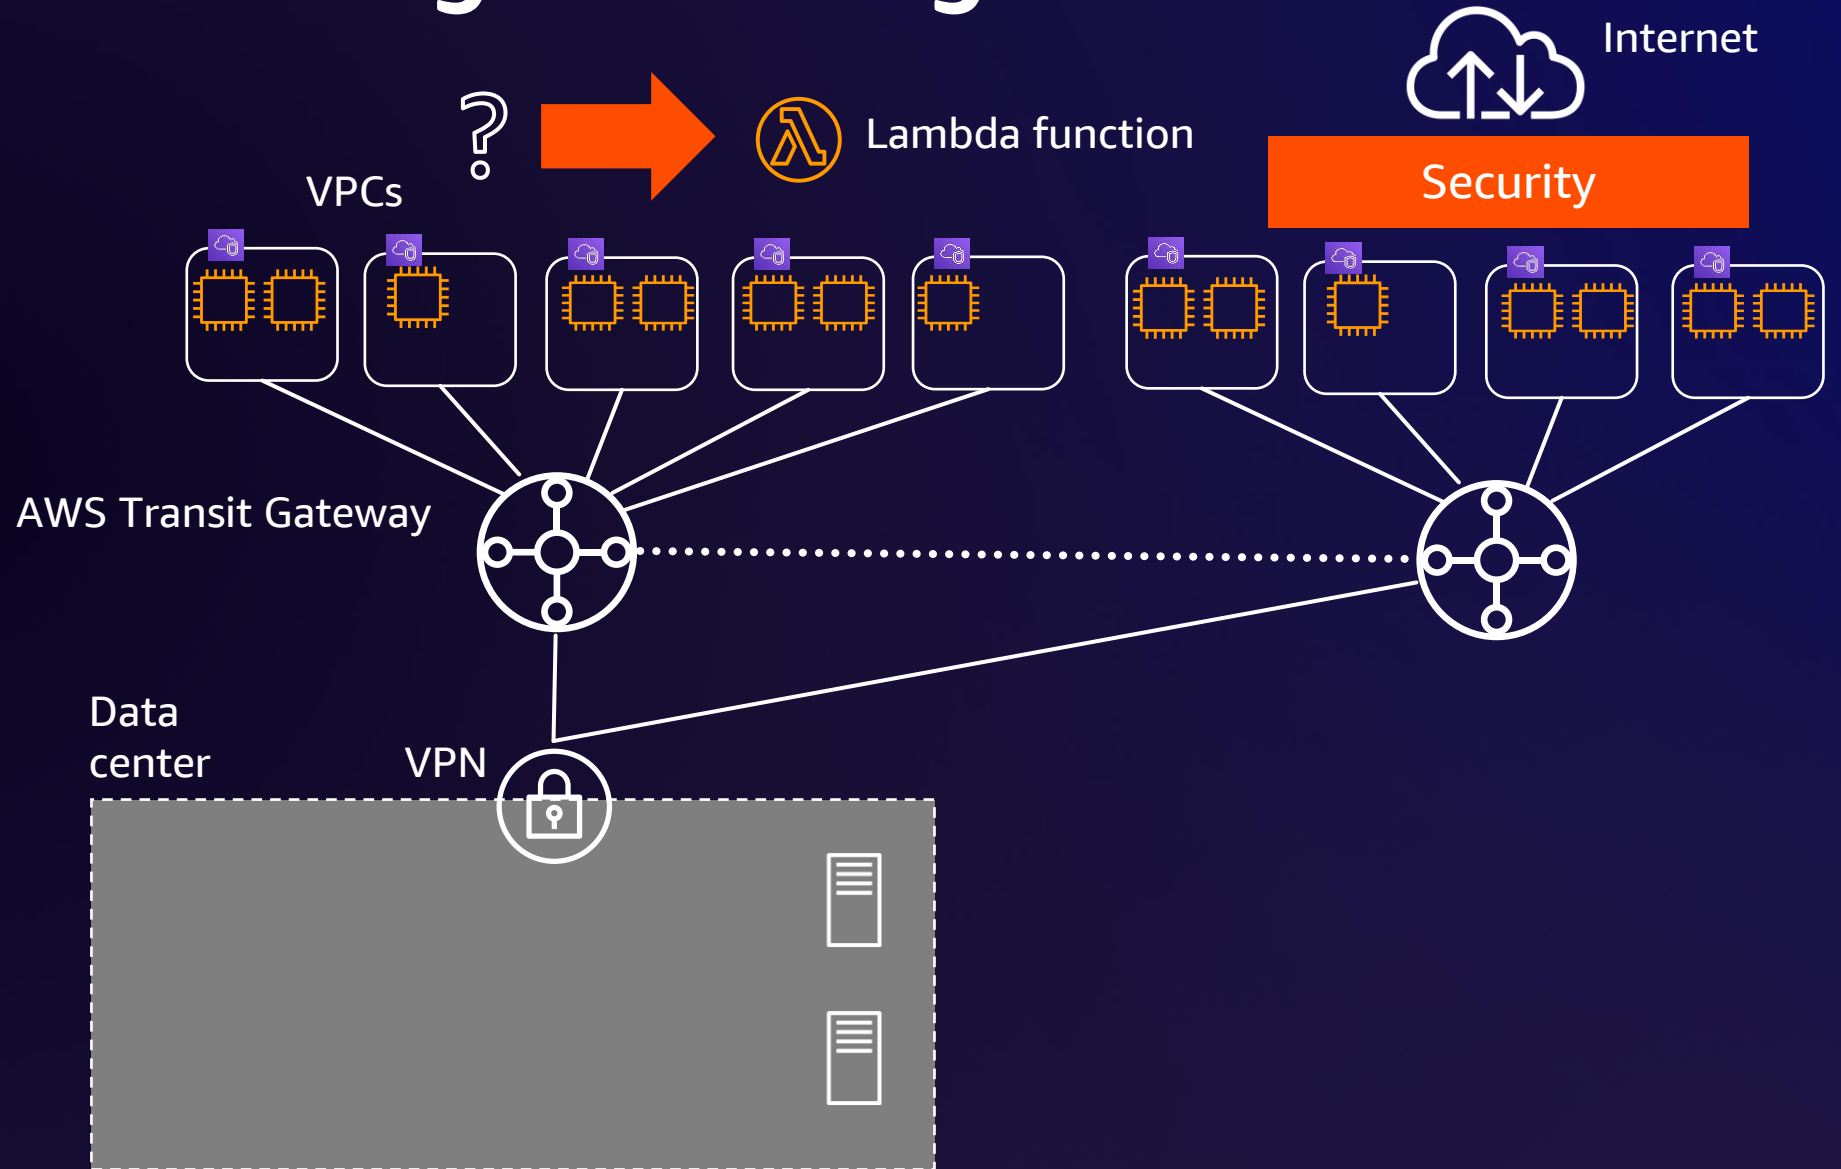 Internet
?
Lambda function
Security
VPCs
AWS Transit Gateway
Data
center
VPN